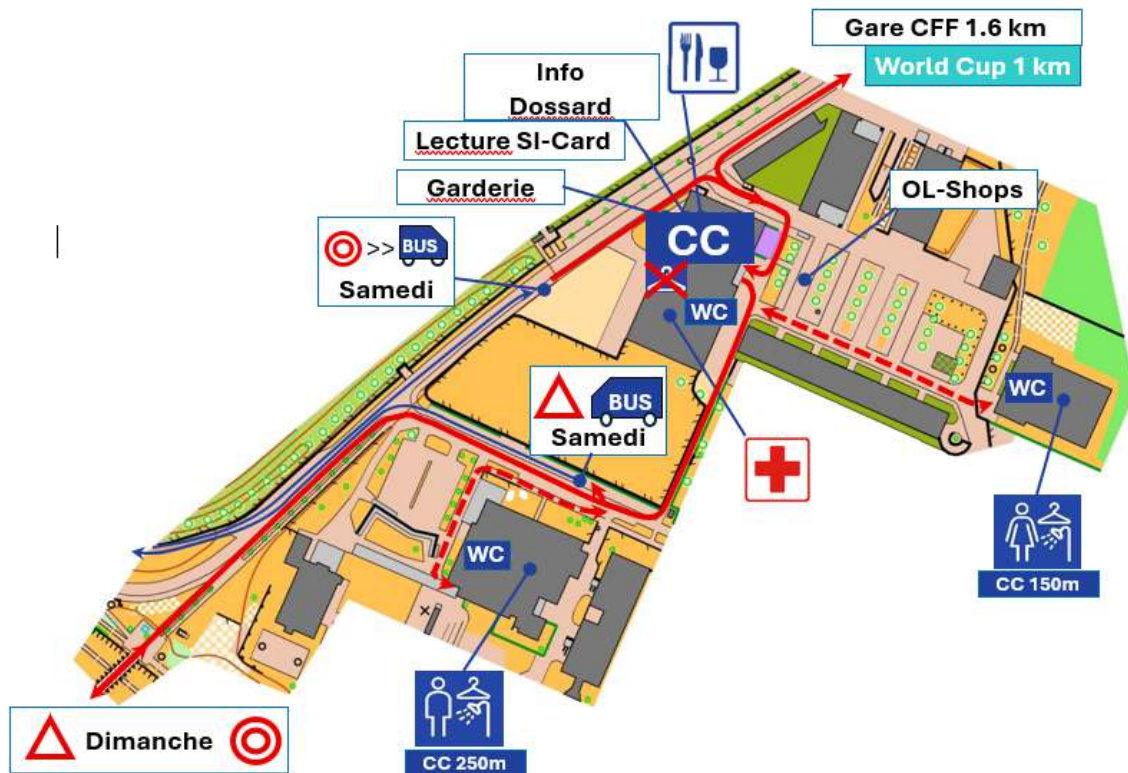 Gare CFF 1.6 km
World Cup 1 km
Info
Dossard
Lecture SI-Card
Garderie
OL-Shops
CC
>> BUS
Samedi
WC
BUS
Samedi
WC
WC
CC 150m
Dimanche
CC 250m